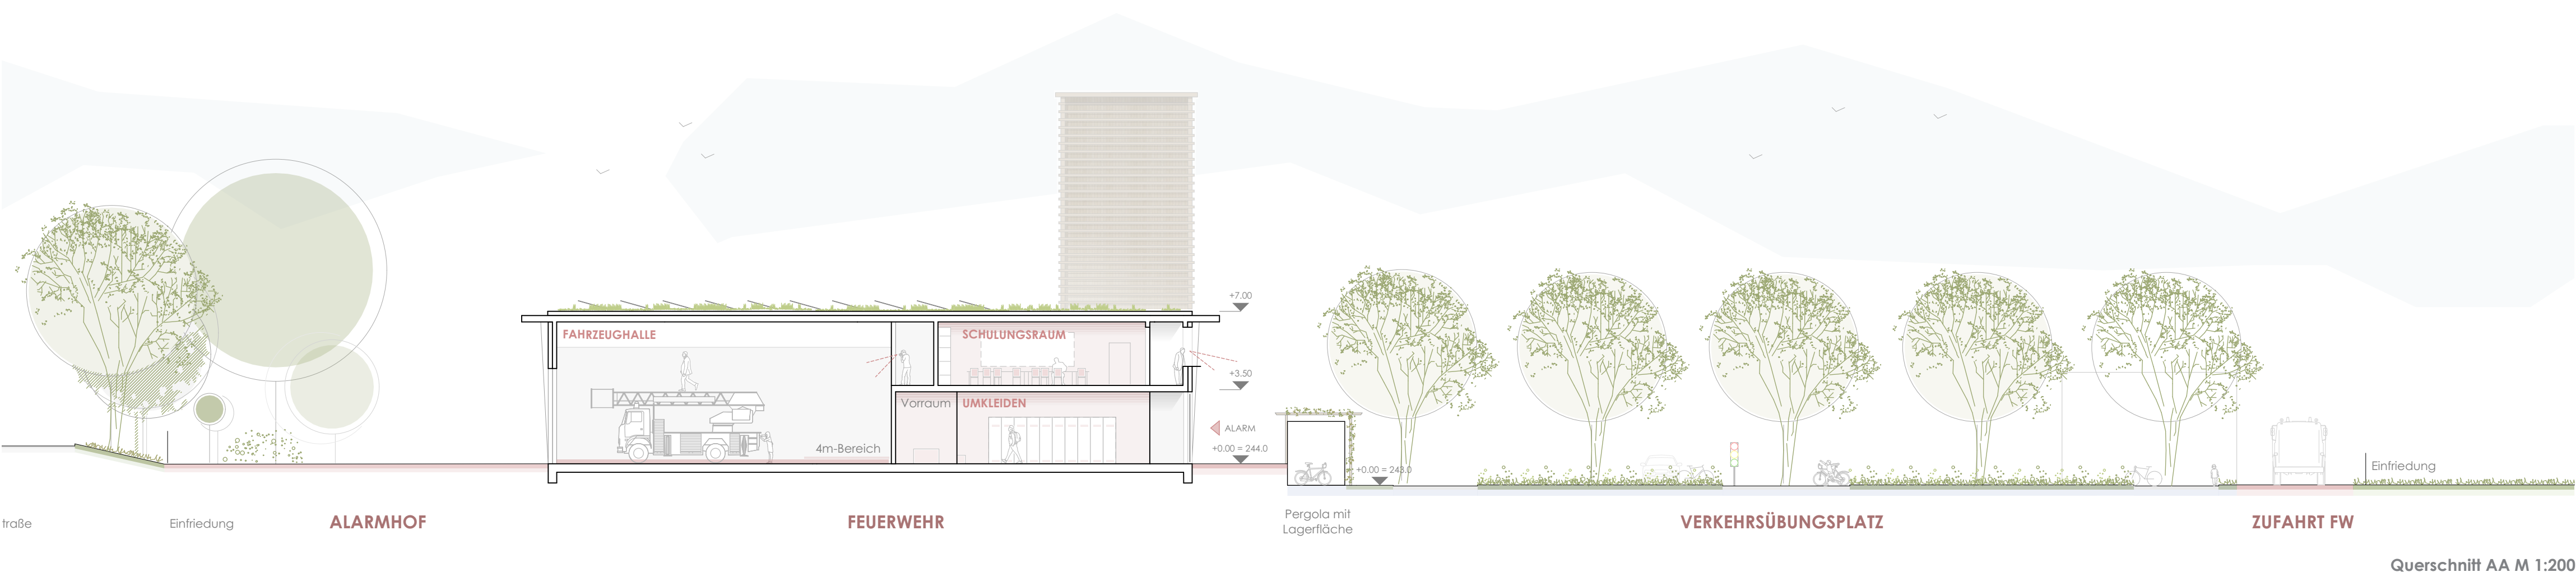 +7.00
FAHRZEUGHALLE
SCHULUNGSRAUM
+3.50
Vorraum
UMKLEIDEN
ALARM
4m-Bereich
+0.00 = 244.0
+0.00 = 243.0
Einfriedung
traße
Einfriedung
ALARMHOF
FEUERWEHR
Pergola mit
Lagerfläche
VERKEHRSÜBUNGSPLATZ
ZUFAHRT FW
Querschnitt AA M 1:200